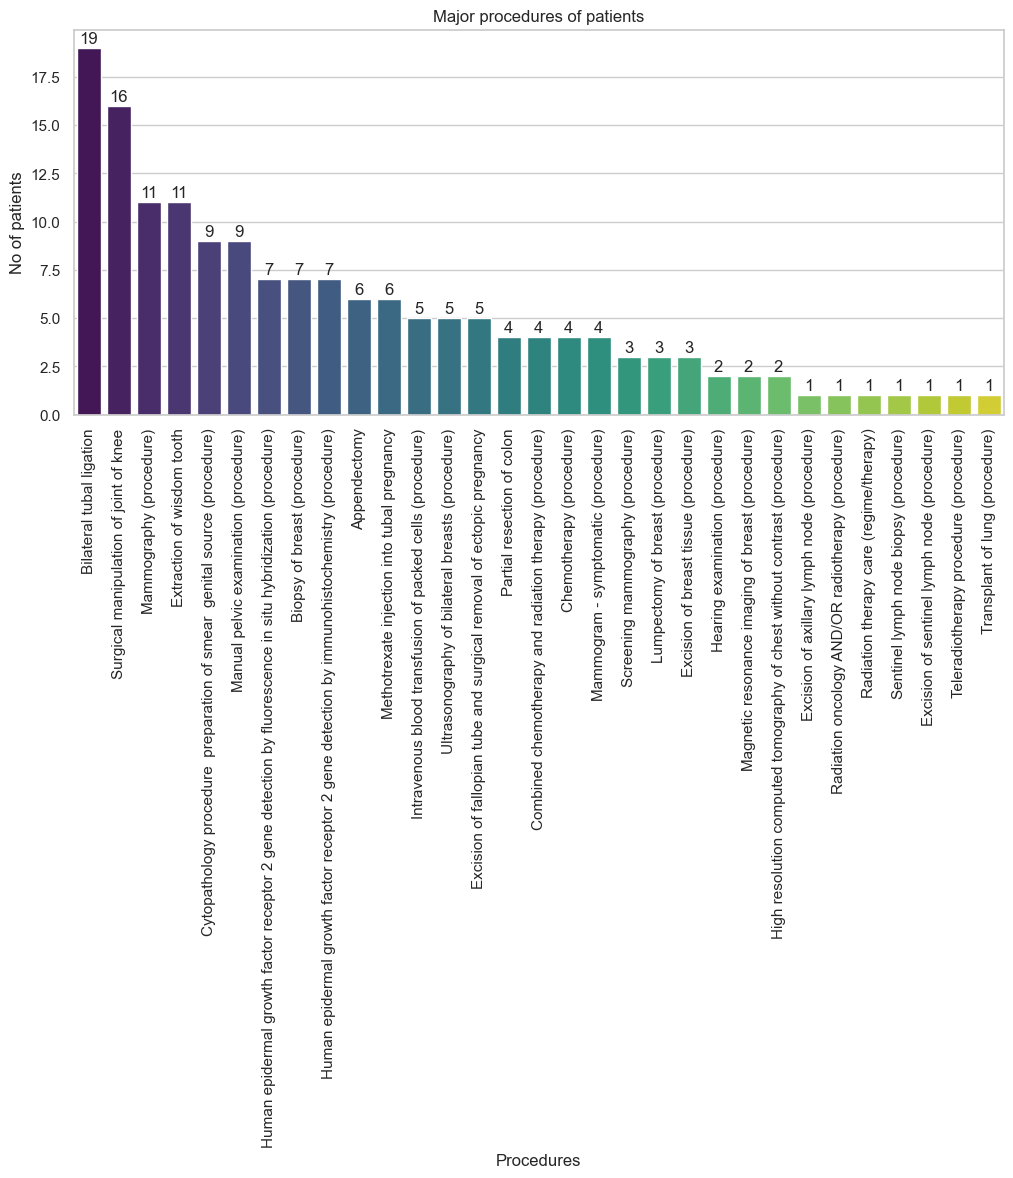 Major procedures of patients
No of patients
17.5
15.0
12.5
10.0
7.5
5.0
2.5
0.0
19
16
11
11
9
9
7
7
7
6
6
5
5
5
4
4
4
4
3
3
3
2
2
2
1
1
1
1
1
1
1
Bilateral tubal ligation
Surgical manipulation of joint of knee
Mammography (procedure)
Extraction of wisdom tooth
Cytopathology procedure  preparation of smear  genital source (procedure)
Manual pelvic examination (procedure)
Human epidermal growth factor receptor 2 gene detection by fluorescence in situ hybridization (procedure)
Biopsy of breast (procedure)
Human epidermal growth factor receptor 2 gene detection by immunohistochemistry (procedure)
Appendectomy
Methotrexate injection into tubal pregnancy
Intravenous blood transfusion of packed cells (procedure)
Ultrasonography of bilateral breasts (procedure)
Excision of fallopian tube and surgical removal of ectopic pregnancy
Partial resection of colon
Combined chemotherapy and radiation therapy (procedure)
Chemotherapy (procedure)
Mammogram - symptomatic (procedure)
Screening mammography (procedure)
Lumpectomy of breast (procedure)
Excision of breast tissue (procedure)
Hearing examination (procedure)
Magnetic resonance imaging of breast (procedure)
High resolution computed tomography of chest without contrast (procedure)
Excision of axillary lymph node (procedure)
Radiation oncology AND/OR radiotherapy (procedure)
Radiation therapy care (regime/therapy)
Sentinel lymph node biopsy (procedure)
Excision of sentinel lymph node (procedure)
Teleradiotherapy procedure (procedure)
Transplant of lung (procedure)
Procedures